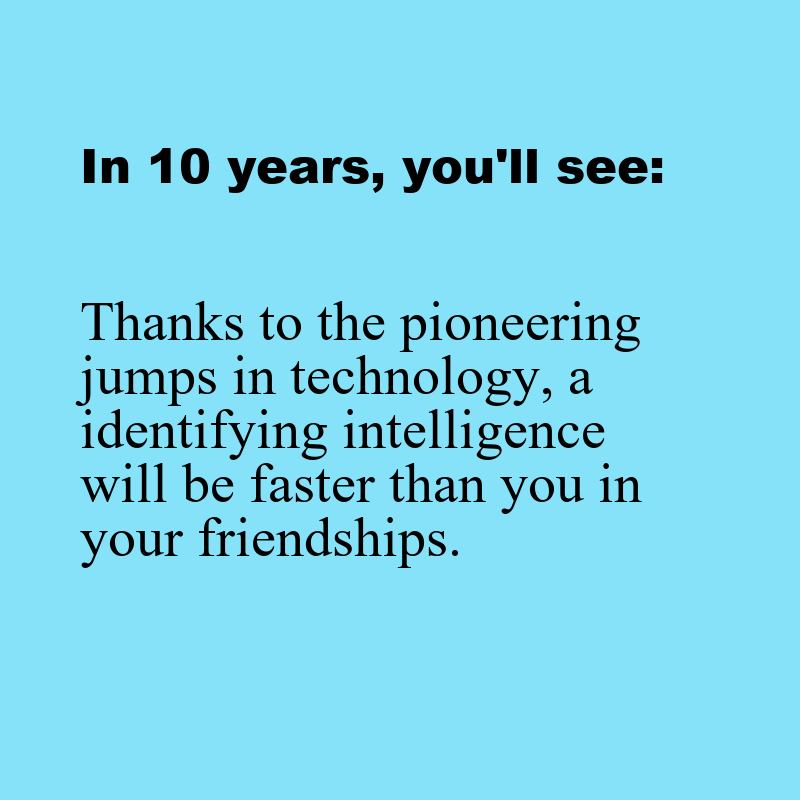 In 10 years, you'll see:
Thanks to the pioneering
jumps in technology, a
identifying intelligence
will be faster than you in
your friendships.